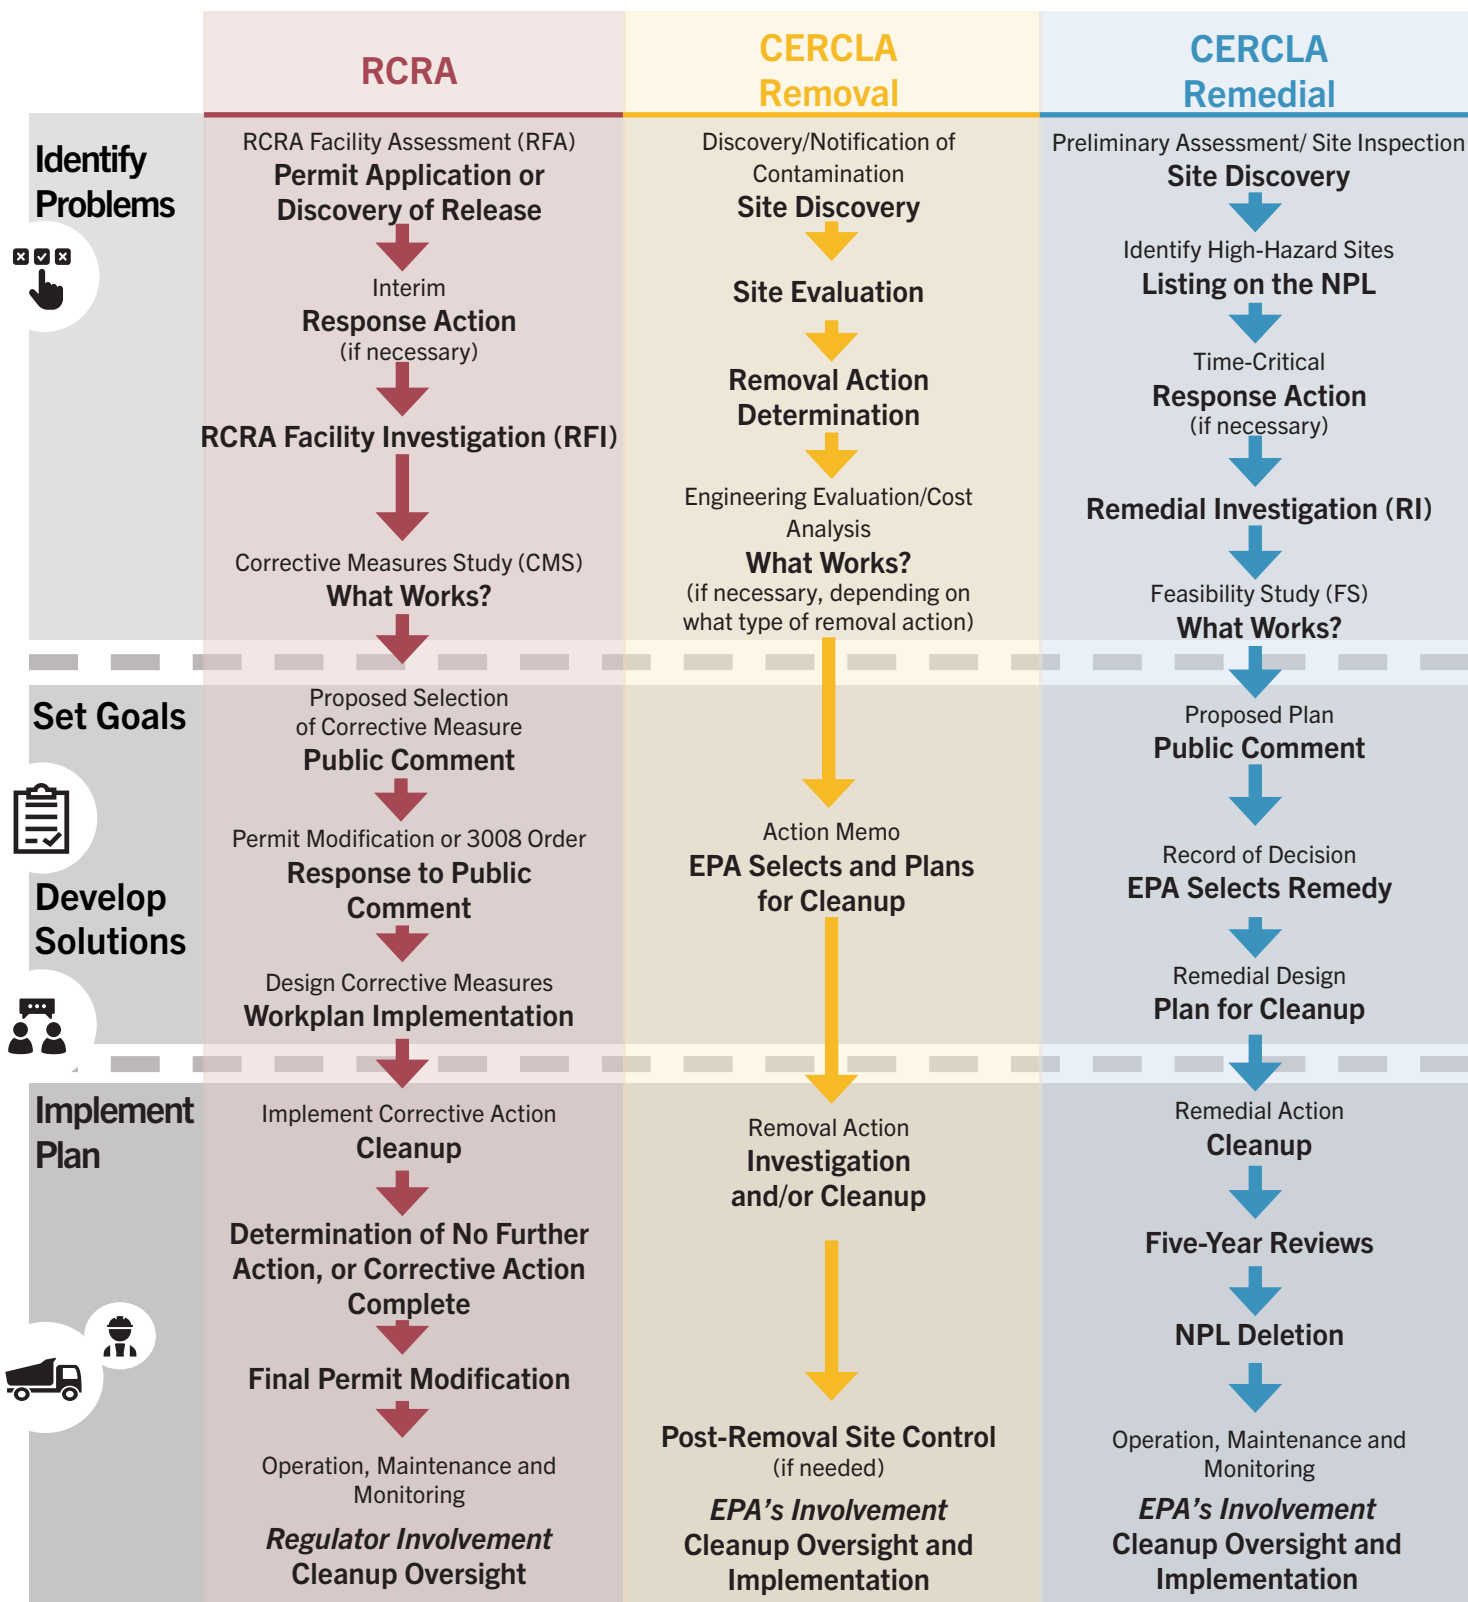 RCRA
CERCLA
Removal
CERCLA
Remedial
Identify
Problems
RCRA Facility Assessment (RFA)
Permit Application or
Discovery of Release
Interim
Response Action
(if necessary)
RCRA Facility Investigation (RFI)
Corrective Measures Study (CMS)
What Works?
Discovery/Notification of
Contamination
Site Discovery
Site Evaluation
Removal Action
Determination
Engineering Evaluation/Cost
Analysis
What Works?
(if necessary, depending on
what type of removal action)
Preliminary Assessment/ Site Inspection
Site Discovery
Identify High-Hazard Sites
Listing on the NPL
Time-Critical
Response Action
(if necessary)
Remedial Investigation (RI)
Feasibility Study (FS)
What Works?
Set Goals
Develop
Solutions
Proposed Selection
of Corrective Measure
Public Comment
Permit Modification or 3008 Order
Response to Public
Comment
Design Corrective Measures
Workplan Implementation
Action Memo
EPA Selects and Plans
for Cleanup
Proposed Plan
Public Comment
Record of Decision
EPA Selects Remedy
Remedial Design
Plan for Cleanup
Implement
Plan
Implement Corrective Action
Cleanup
Determination of No Further
Action, or Corrective Action
Complete
Final Permit Modification
Operation, Maintenance and
Monitoring
Regulator Involvement
Cleanup Oversight
Removal Action
Investigation
and/or Cleanup
Post-Removal Site Control
(if needed)
EPA's Involvement
Cleanup Oversight and
Implementation
Remedial Action
Cleanup
Five-Year Reviews
NPL Deletion
Operation, Maintenance and
Monitoring
EPA's Involvement
Cleanup Oversight and
Implementation